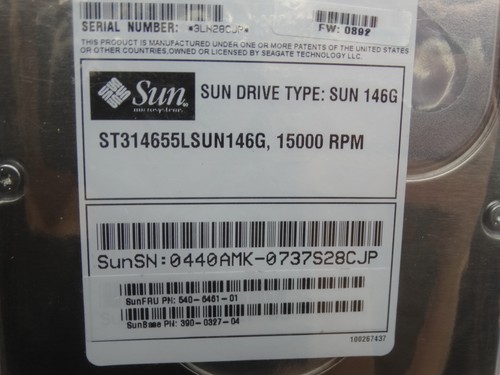 SERIAL NUMBER: *3LN28CJP*
FW: 0892
THIS PRODUCT IS MANUFACTURED UNDER ONE OR MORE PATENTS OF THE UNITED STATES
OR OTHER COUNTRIES,OWNED OR LICENSED BY SEAGATE TECHNOLOGY LLC.
Sun
microsystems
SUN DRIVE TYPE: SUN 146G
ST314655LSUN146G, 15000 RPM
SunSN:0440AMK-0737S28CJP
SunFRU PN: 540-6461-01
SunBase PN: 390-0327-04
100267437